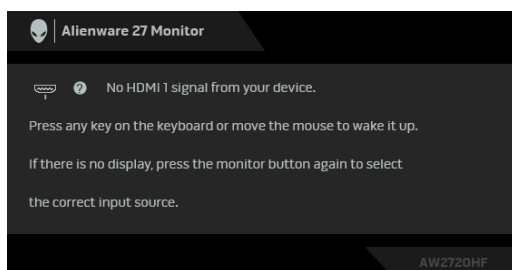 Alienware 27 Monitor
No HDMI 1 signal from your device.
Press any key on the keyboard or move the mouse to wake it up.
If there is no display, press the monitor button again to select
the correct input source.
AW2720HF